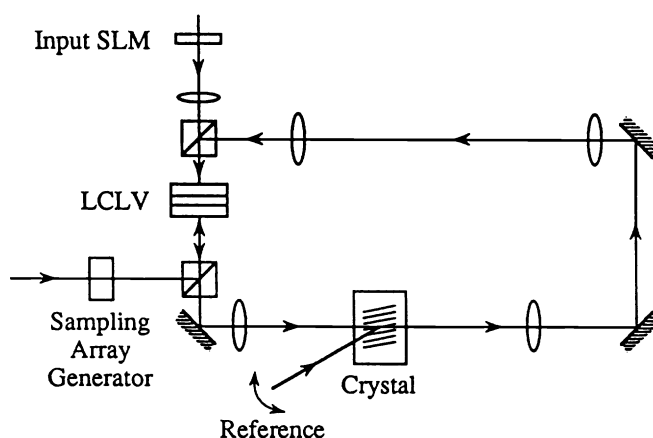 Input SLM
LCLV
Sampling
Array
Generator
Crystal
Reference